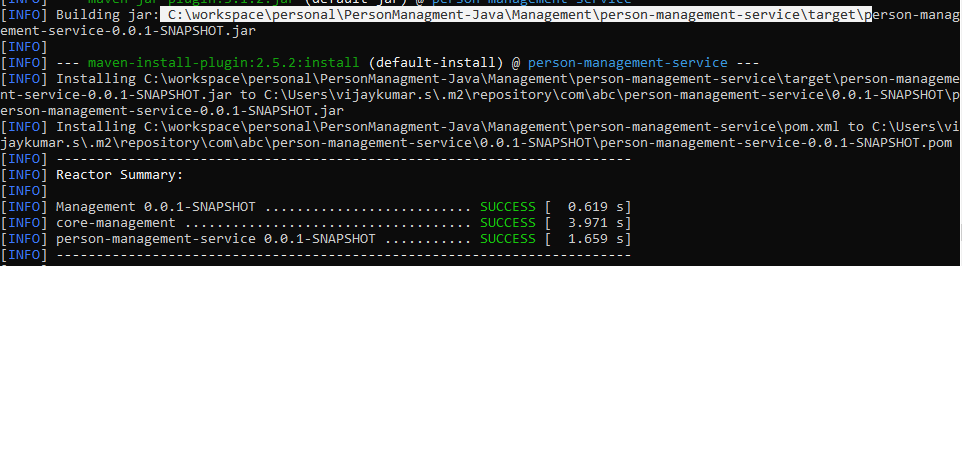 [INFO] --- maven-jar-plugin:3.1.2:jar (default-jar) @ person-management-service ---
[INFO] Building jar: C:\workspace\personal\PersonManagment-Java\Management\person-management-service\target\person-manag
ement-service-0.0.1-SNAPSHOT.jar
[INFO]
[INFO] --- maven-install-plugin:2.5.2:install (default-install) @ person-management-service ---
[INFO] Installing C:\workspace\personal\PersonManagment-Java\Management\person-management-service\target\person-manageme
nt-service-0.0.1-SNAPSHOT.jar to C:\Users\vijaykumar.s\.m2\repository\com\abc\person-management-service\0.0.1-SNAPSHOT\p
erson-management-service-0.0.1-SNAPSHOT.jar
[INFO] Installing C:\workspace\personal\PersonManagment-Java\Management\person-management-service\pom.xml to C:\Users\vi
jaykumar.s\.m2\repository\com\abc\person-management-service\0.0.1-SNAPSHOT\person-management-service-0.0.1-SNAPSHOT.pom
[INFO] ------------------------------------------------------------------------
[INFO] Reactor Summary:
[INFO]
[INFO] Management 0.0.1-SNAPSHOT .......................... SUCCESS [  0.619 s]
[INFO] core-management .................................... SUCCESS [  3.971 s]
[INFO] person-management-service 0.0.1-SNAPSHOT ........... SUCCESS [  1.659 s]
[INFO] ------------------------------------------------------------------------